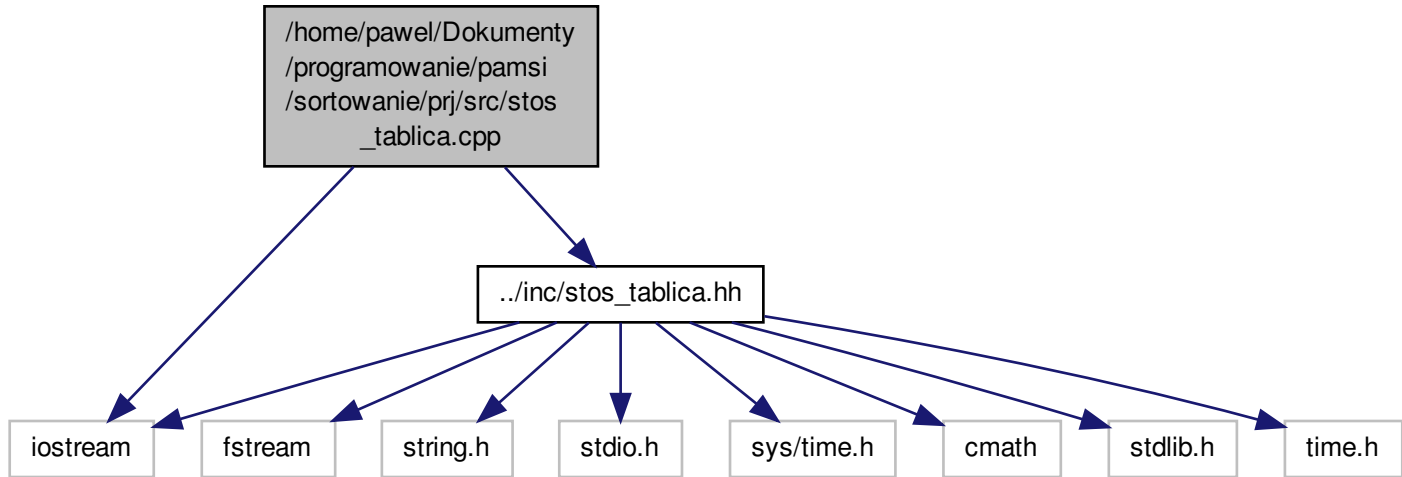 /home/pawel/Dokumenty
/programowanie/pamsi
/sortowanie/prj/src/stos
_tablica.cpp
../inc/stos_tablica.hh
iostream
fstream
string.h
stdio.h
sys/time.h
cmath
stdlib.h
time.h